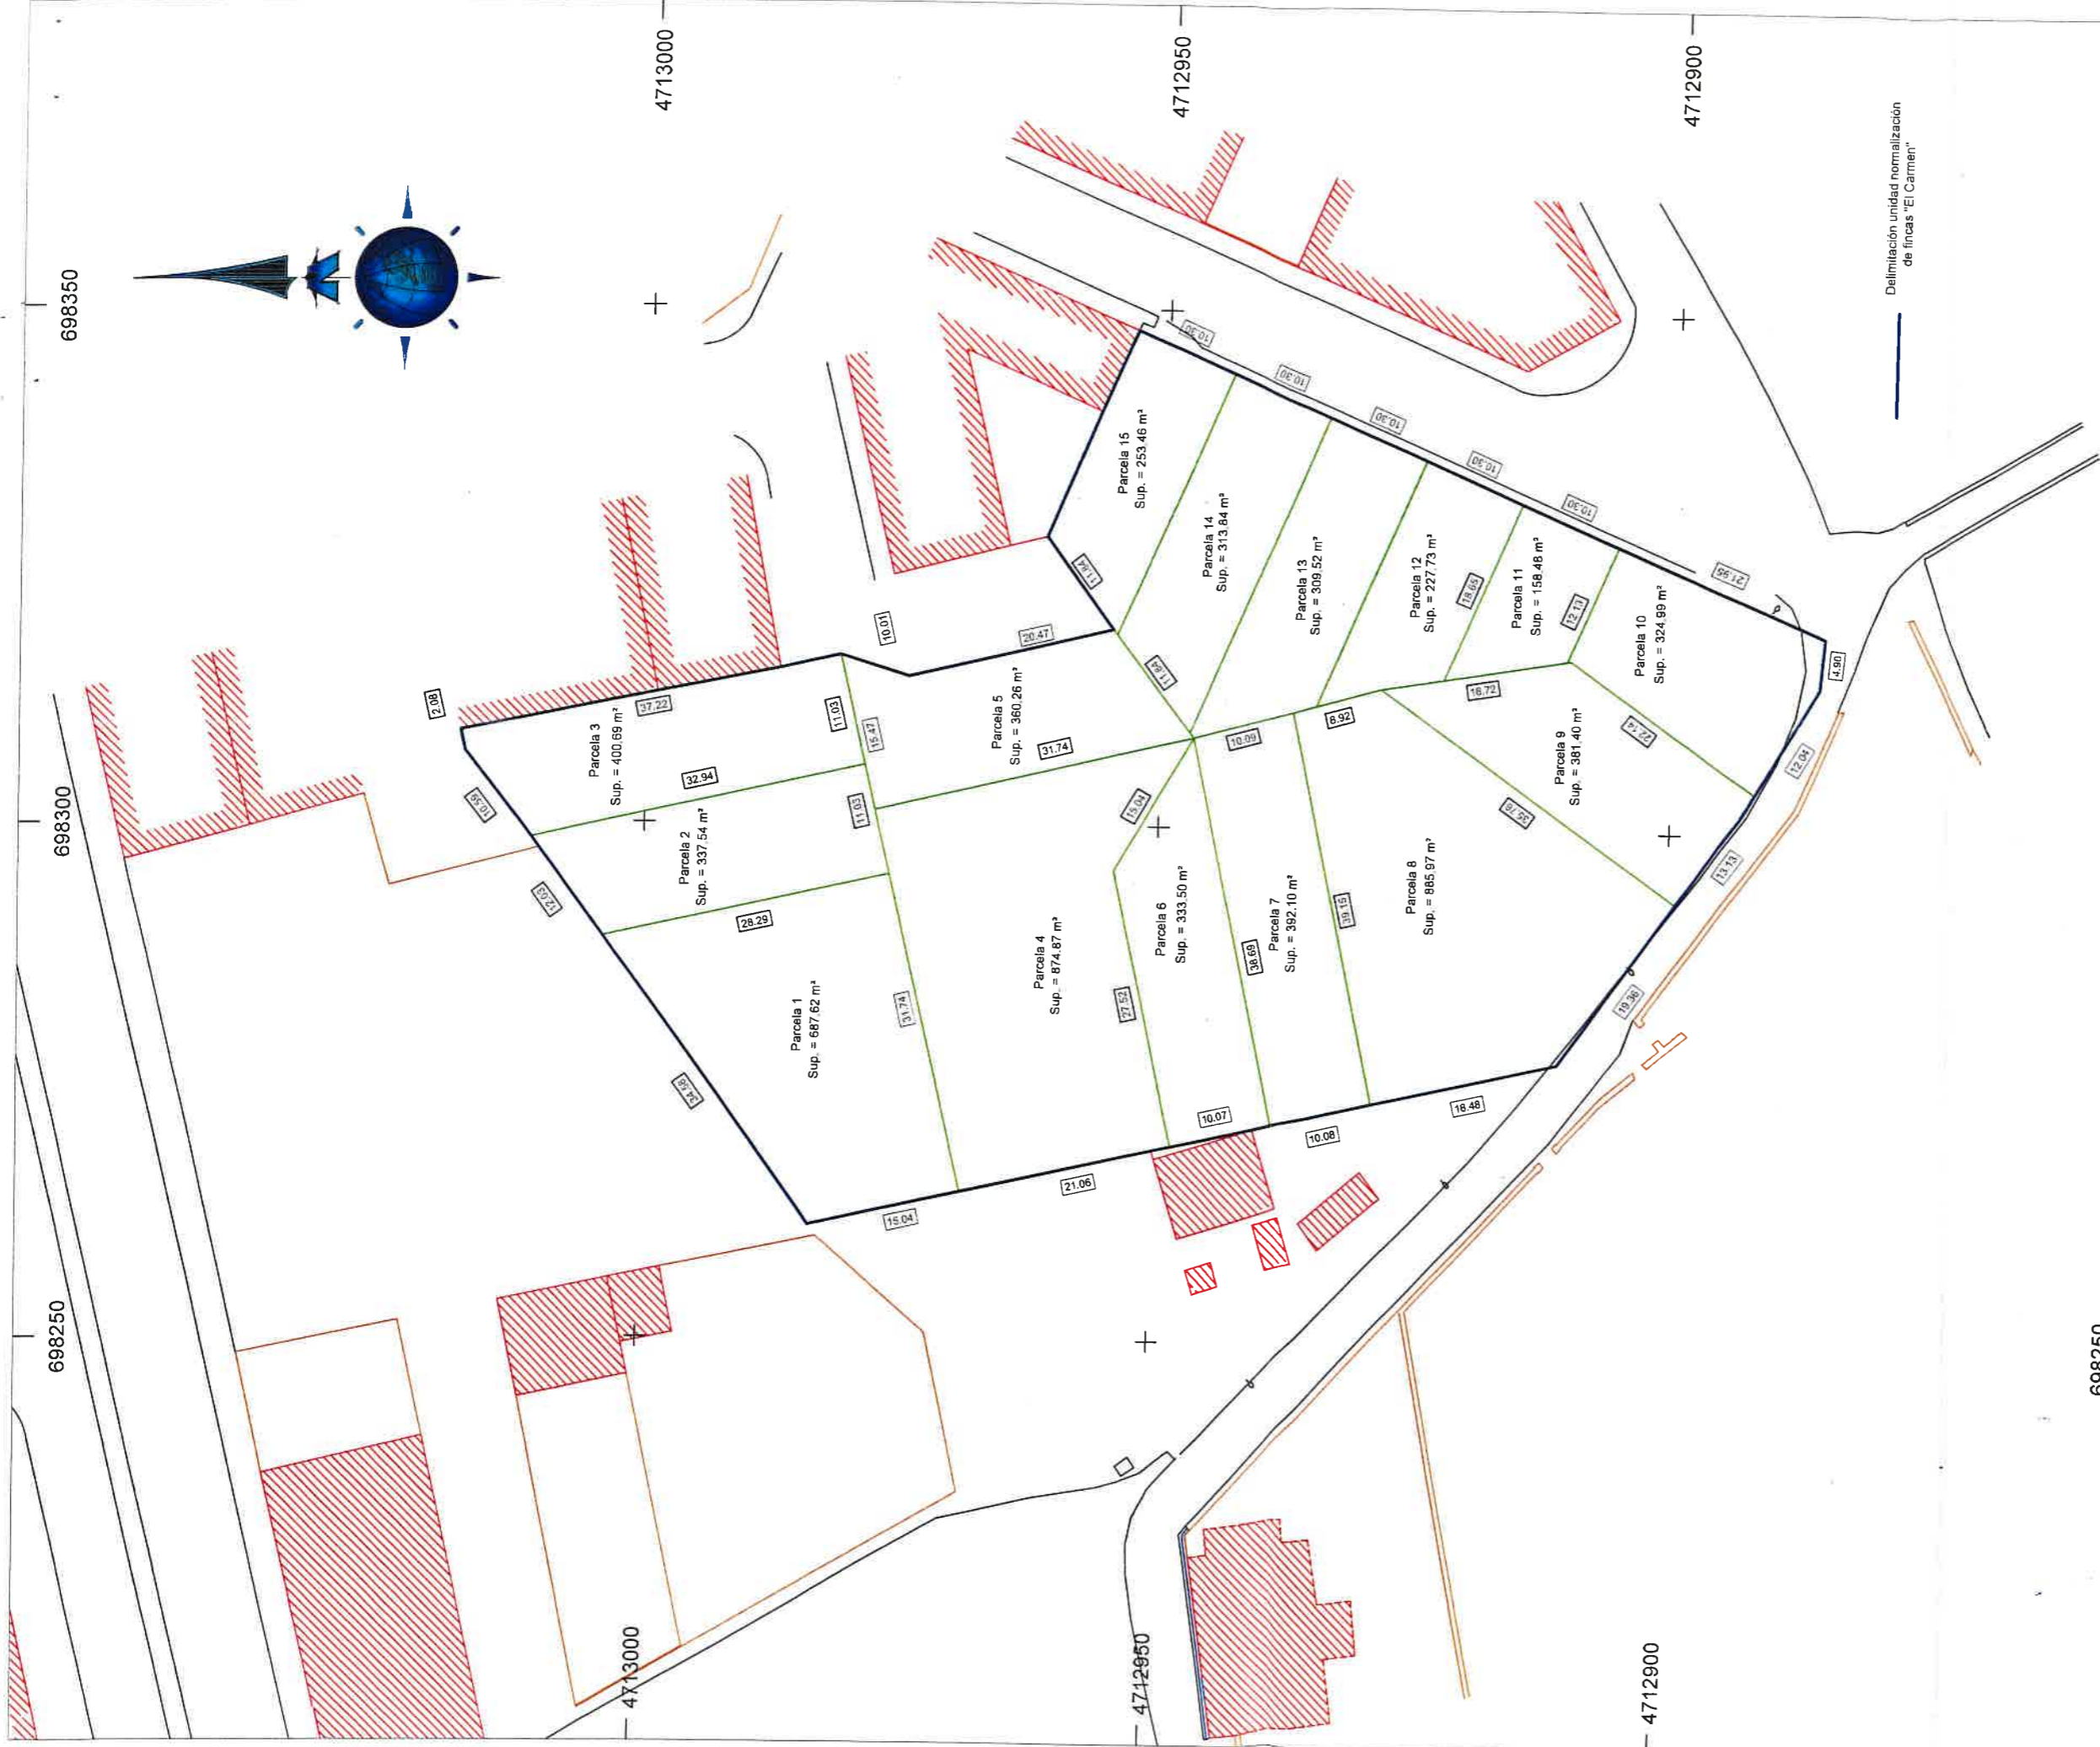 698350
698300
698250
4713000
4712950
4712900
Parcela 1
Sup. = 687,62 m²
Parcela 2
Sup. = 337,54 m²
Parcela 3
Sup. = 400,69 m²
Parcela 4
Sup. = 874,87 m²
Parcela 5
Sup. = 360,26 m²
Parcela 6
Sup. = 333,50 m²
Parcela 7
Sup. = 392,10 m²
Parcela 8
Sup. = 885,97 m²
Parcela 9
Sup. = 381,40 m²
Parcela 10
Sup. = 324,99 m²
Parcela 11
Sup. = 158,48 m²
Parcela 12
Sup. = 227,73 m²
Parcela 13
Sup. = 309,52 m²
Parcela 14
Sup. = 313,84 m²
Parcela 15
Sup. = 253,46 m²
2.08
37.22
10.59
12.03
34.58
32.94
28.29
11.03
15.47
11.03
31.74
31.74
10.01
20.47
11.84
11.84
15.04
27.52
38.69
39.15
10.09
8.92
18.72
18.65
12.13
22.14
35.76
10.30
10.30
10.30
10.30
10.30
21.95
4.90
12.04
13.13
19.36
18.48
10.08
10.07
21.06
15.04
Delimitación unidad normalización
de fincas "El Carmen"
4713000
4712950
4712900
698250